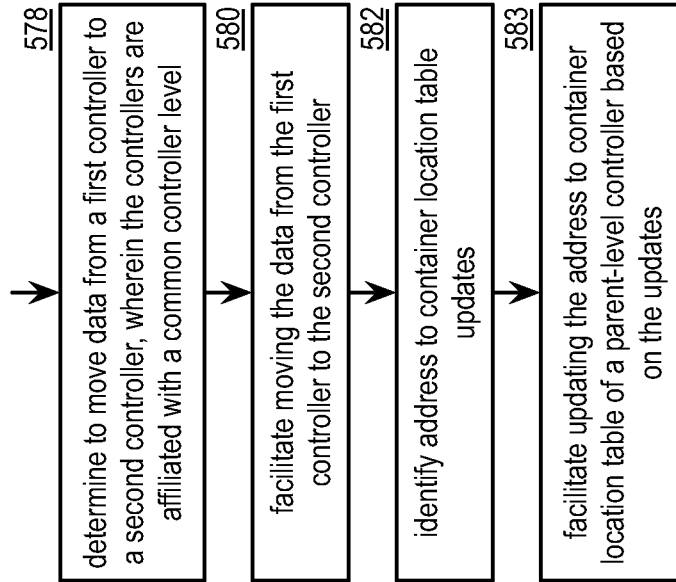 578
determine to move data from a first controller to
a second controller, wherein the controllers are
affiliated with a common controller level
580
facilitate moving the data from the first
controller to the second controller
582
identify address to container location table
updates
583
facilitate updating the address to container
location table of a parent-level controller based
on the updates